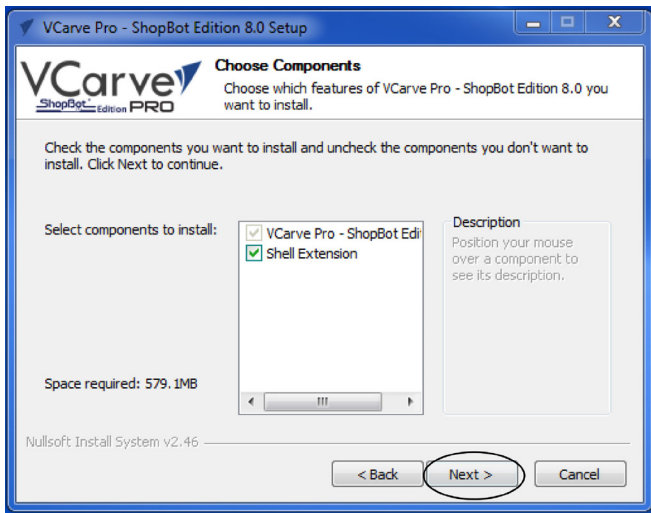 VCarve Pro - ShopBot Edition 8.0 Setup
VCarve
ShopBot Edition PRO
Choose Components
Choose which features of VCarve Pro - ShopBot Edition 8.0 you
want to install.
Check the components you want to install and uncheck the components you don't want to
install. Click Next to continue.
Select components to install:
VCarve Pro - ShopBot Edi
Shell Extension
Description
Position your mouse
over a component to
see its description.
Space required: 579.1MB
Nullsoft Install System v2.46
< Back
Next >
Cancel